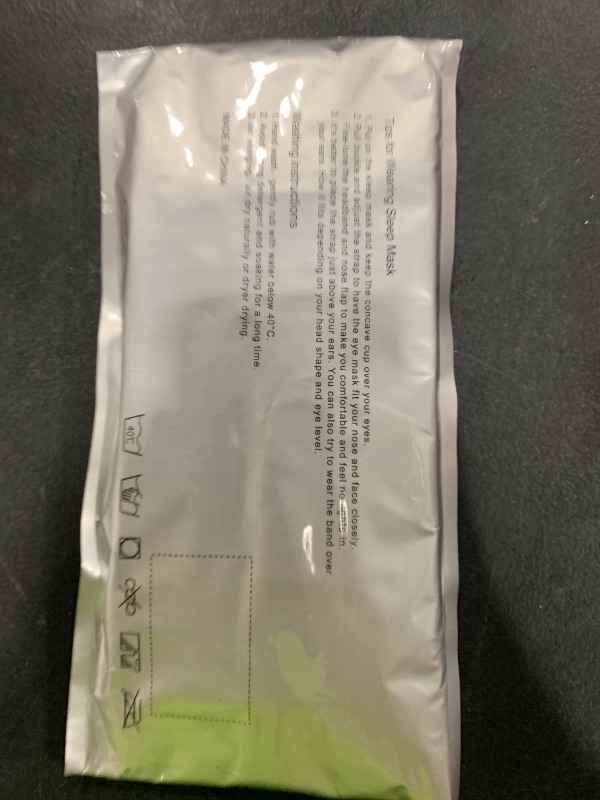 Tips for Wearing Sleep Mask
1. Put on the sleep mask and keep the concave cup over your eyes.
2. Pull buckle and adjust the strap to have the eye mask fit your nose and face closely.
Fine-tune the headband and nose flap to make you comfortable and feel no lights in.
3. It's better to place the strap just above your ears. You can also try to wear the band over
your ears. How it fits depending on your head shape and eye level.
Washing Instructions
1. Hand wash, gently rub with water below 40°C.
2. Avoid detergent and soaking for a long time.
3. air dry naturally or dryer drying.
MADE IN CHINA
40°C